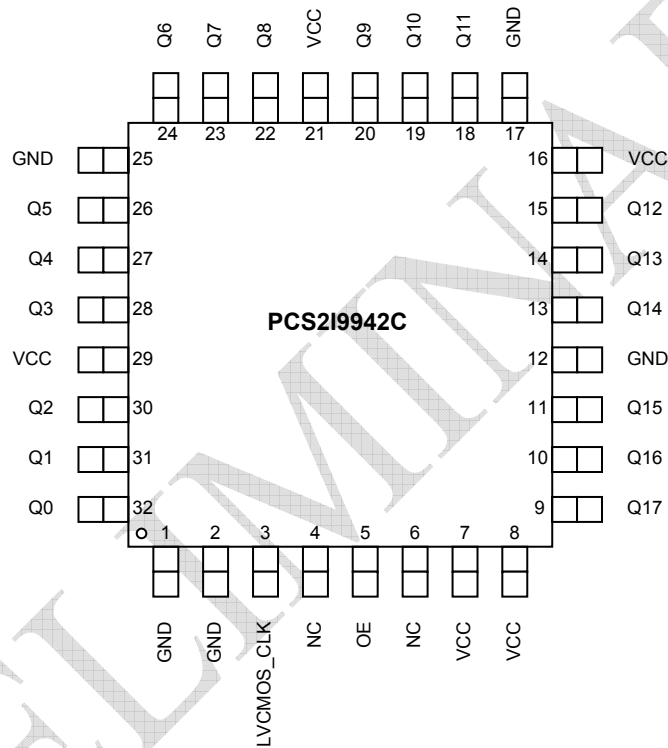 Q6 Q7 Q8 VCC Q9 Q10 Q11 GND
24 23 22 21 20 19 18 17
GND 25 16 VCC
Q5 26 15 Q12
Q4 27 14 Q13
Q3 28 13 Q14
PCS2I9942C
VCC 29 12 GND
Q2 30 11 Q15
Q1 31 10 Q16
Q0 32 9 Q17
1 2 3 4 5 6 7 8
GND GND LVCMOS_CLK NC OE NC VCC VCC